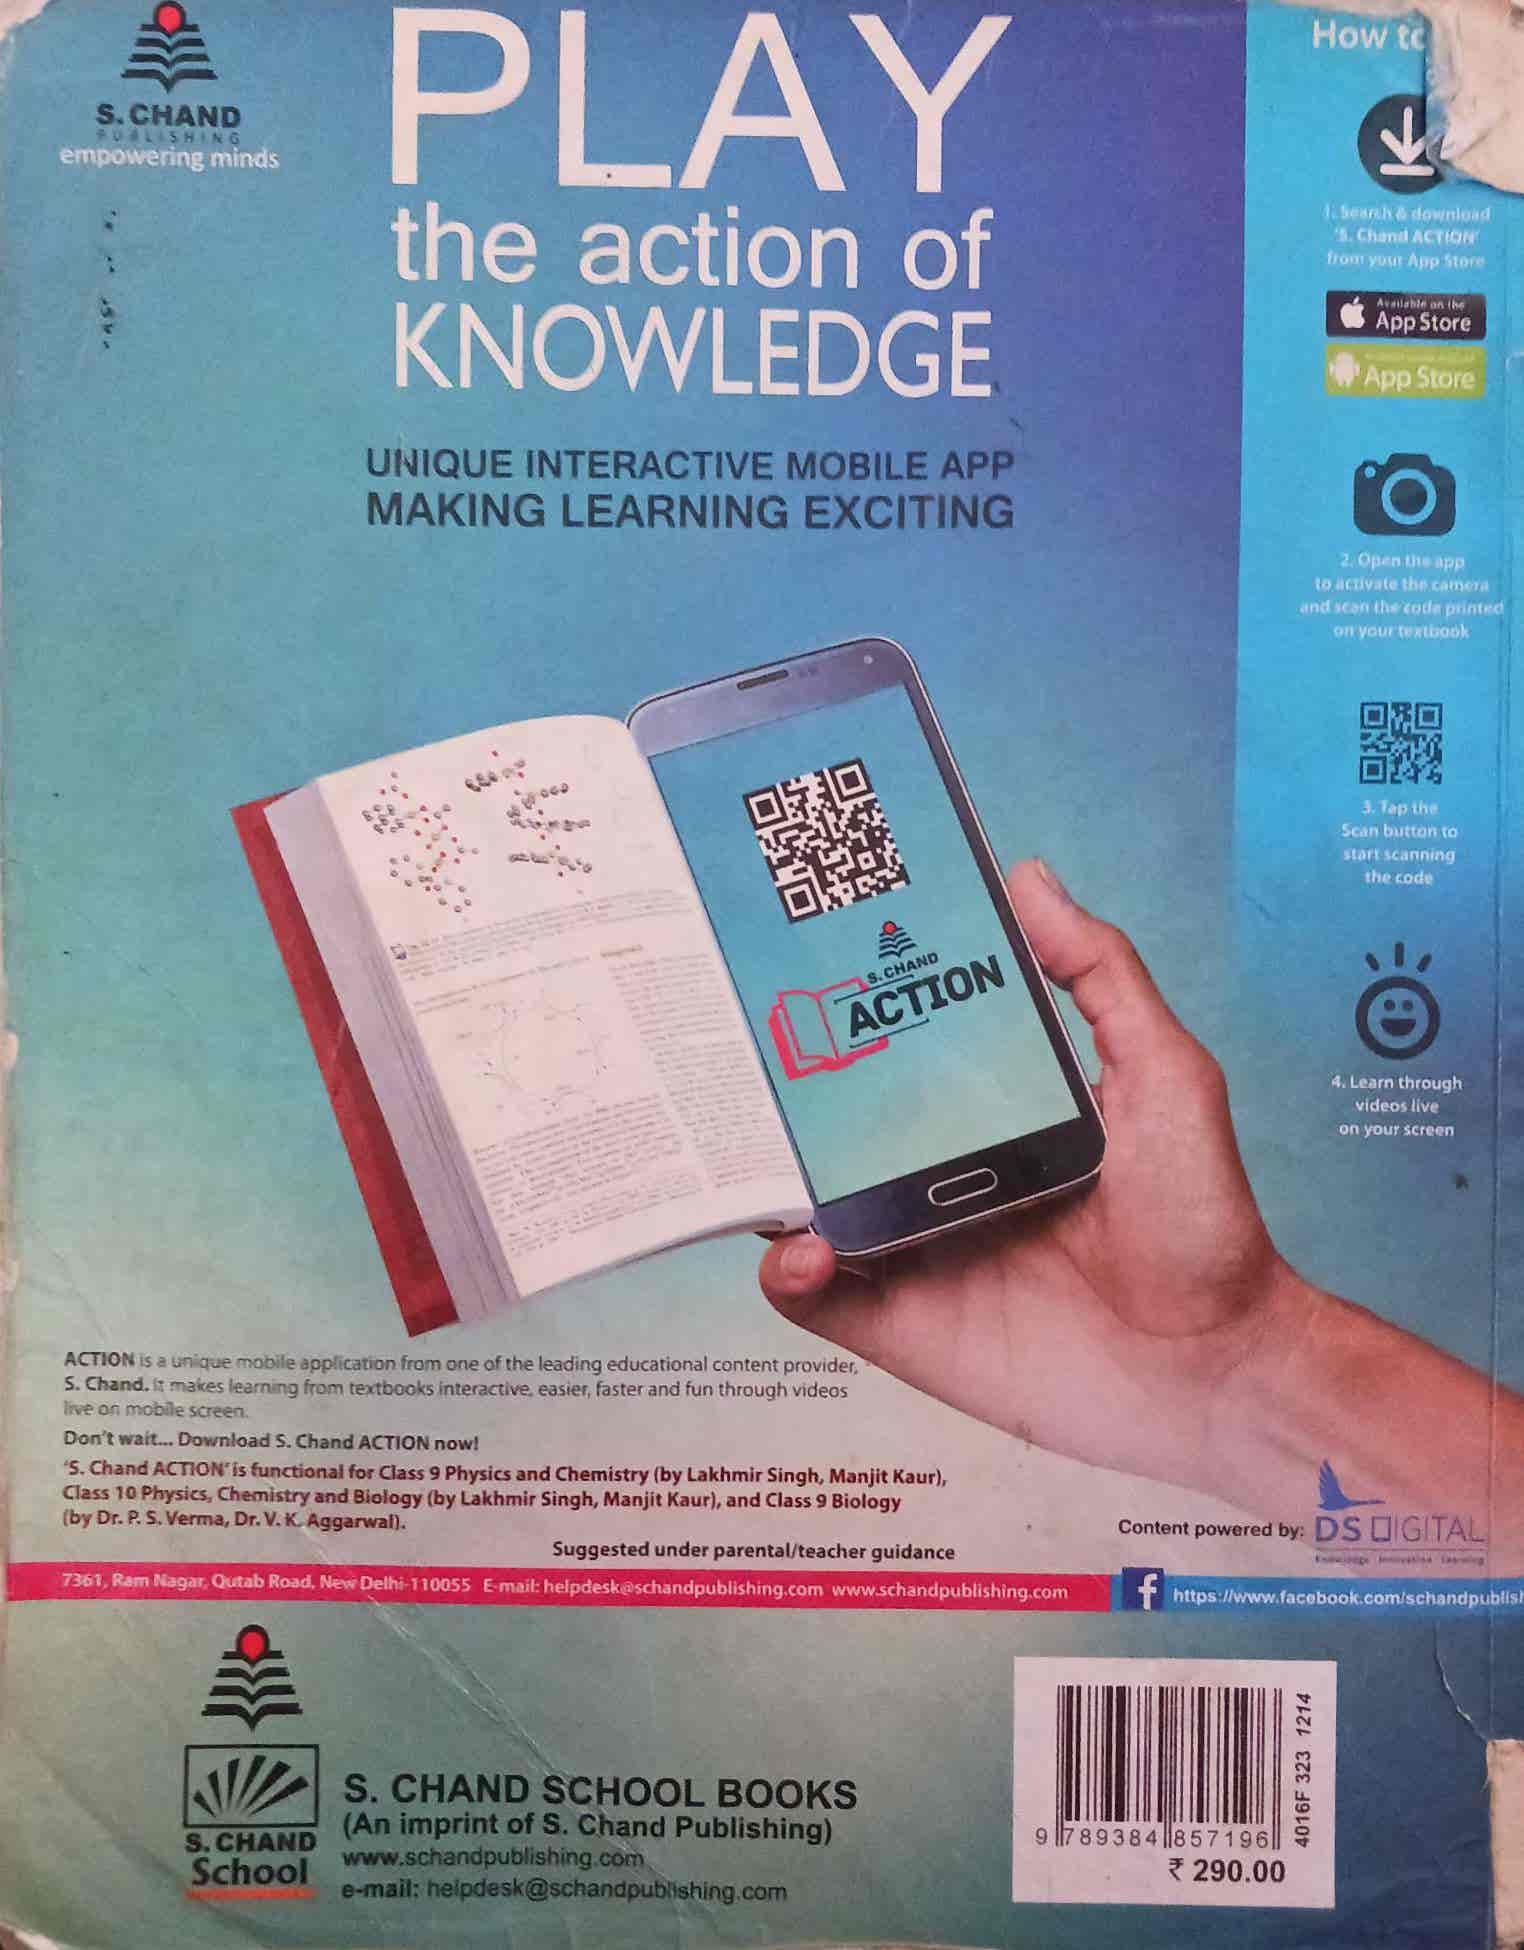 S. CHAND
PUBLISHING
empowering minds
PLAY
the action of
KNOWLEDGE
UNIQUE INTERACTIVE MOBILE APP
MAKING LEARNING EXCITING
How to
1. Search & download
'S. Chand ACTION'
from your App Store
Available on the
App Store
App Store
2. Open the app
to activate the camera
and scan the code printed
on your textbook
3. Tap the
Scan button to
start scanning
the code
4. Learn through
videos live
on your screen
S. CHAND
ACTION
ACTION is a unique mobile application from one of the leading educational content provider,
S. Chand. It makes learning from textbooks interactive, easier, faster and fun through videos
live on mobile screen.
Don't wait... Download S. Chand ACTION now!
'S. Chand ACTION' is functional for Class 9 Physics and Chemistry (by Lakhmir Singh, Manjit Kaur),
Class 10 Physics, Chemistry and Biology (by Lakhmir Singh, Manjit Kaur), and Class 9 Biology
(by Dr. P. S. Verma, Dr. V. K. Aggarwal).
Suggested under parental/teacher guidance
Content powered by: DS DIGITAL
Knowledge Innovation Learning
7361, Ram Nagar, Qutab Road, New Delhi-110055 E-mail: helpdesk@schandpublishing.com www.schandpublishing.com
f https://www.facebook.com/schandpublish
S. CHAND
School
S. CHAND SCHOOL BOOKS
(An imprint of S. Chand Publishing)
www.schandpublishing.com
e-mail: helpdesk@schandpublishing.com
9 789384 857196
4016F 323 1214
₹ 290.00